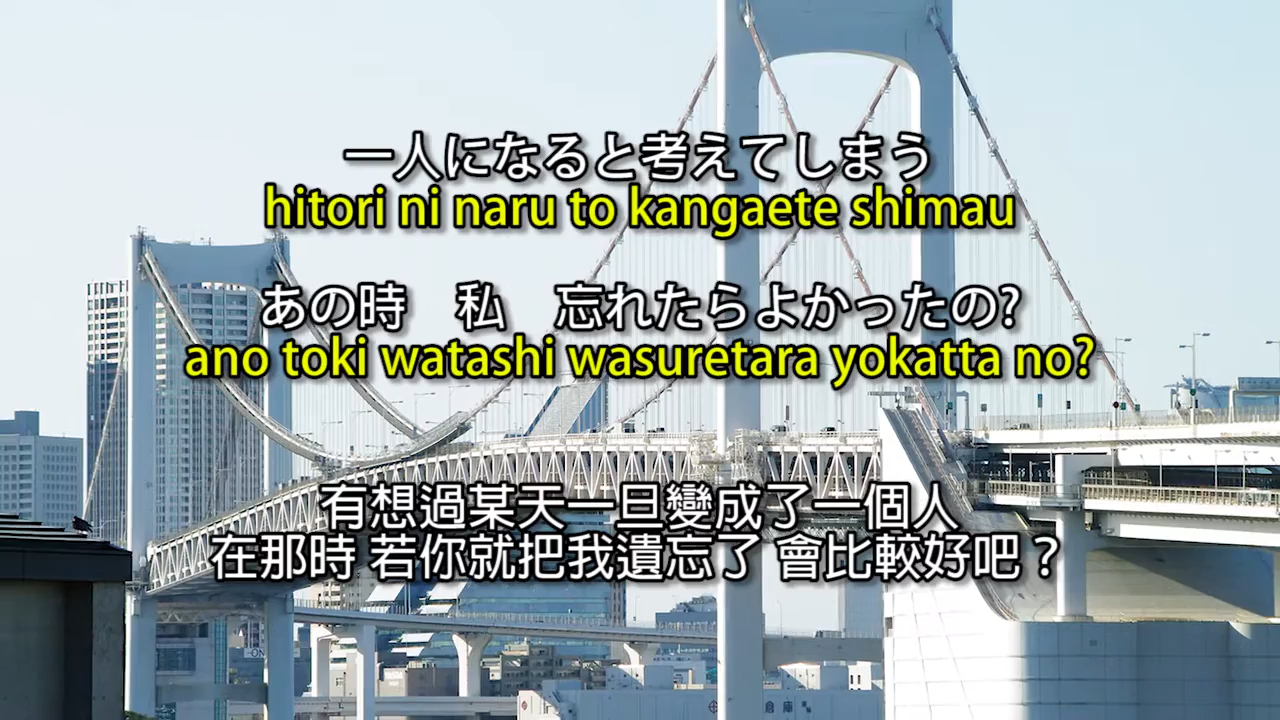 一人になると考えてしまう
hitori ni naru to kangaete shimau
あの時　私　忘れたらよかったの?
ano toki watashi wasuretara yokatta no?
有想過某天一旦變成了一個人
在那時 若你就把我遺忘了 會比較好吧？
倉庫